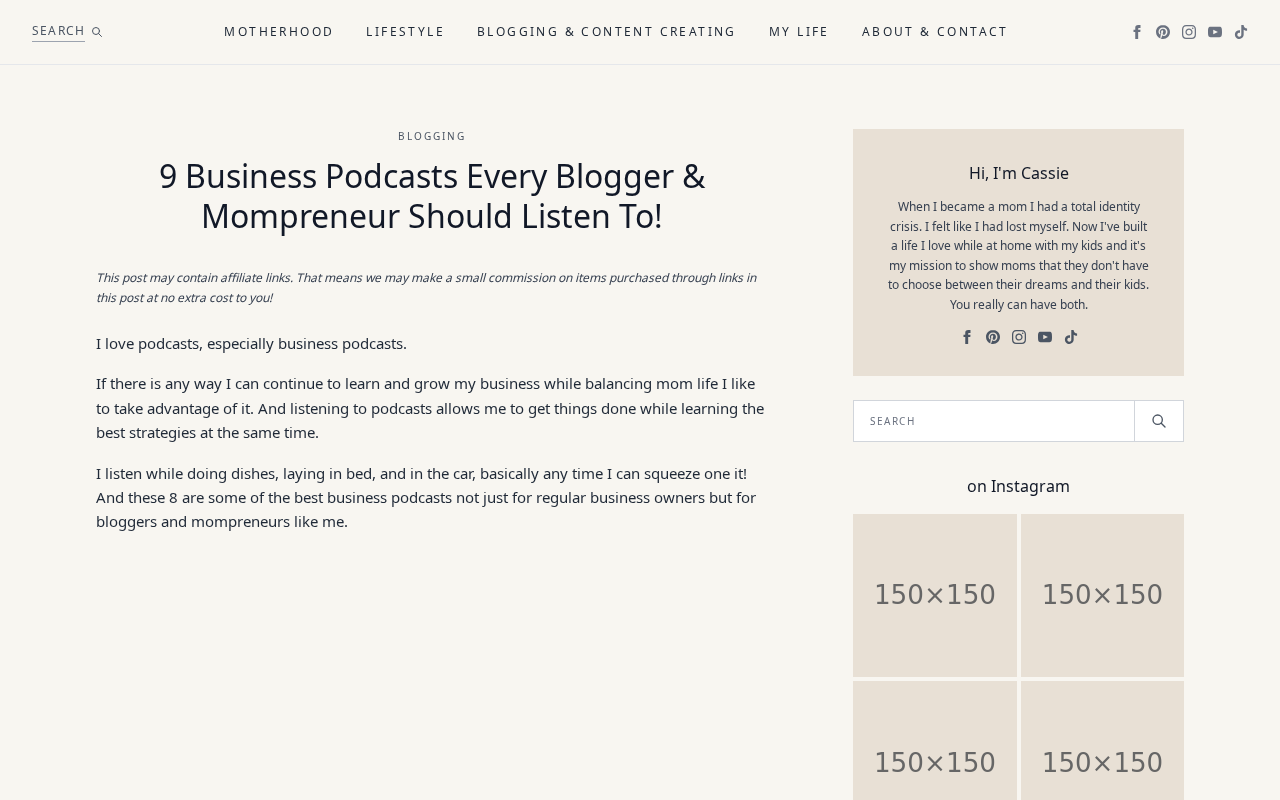 SEARCH
MOTHERHOOD
LIFESTYLE
BLOGGING & CONTENT CREATING
MY LIFE
ABOUT & CONTACT
BLOGGING
9 Business Podcasts Every Blogger &
Mompreneur Should Listen To!
This post may contain affiliate links. That means we may make a small commission on items purchased through links in
this post at no extra cost to you!
I love podcasts, especially business podcasts.
If there is any way I can continue to learn and grow my business while balancing mom life I like
to take advantage of it. And listening to podcasts allows me to get things done while learning the
best strategies at the same time.
I listen while doing dishes, laying in bed, and in the car, basically any time I can squeeze one it!
And these 8 are some of the best business podcasts not just for regular business owners but for
bloggers and mompreneurs like me.
Hi, I'm Cassie
When I became a mom I had a total identity
crisis. I felt like I had lost myself. Now I've built
a life I love while at home with my kids and it's
my mission to show moms that they don't have
to choose between their dreams and their kids.
You really can have both.
SEARCH
on Instagram
150×150
150×150
150×150
150×150